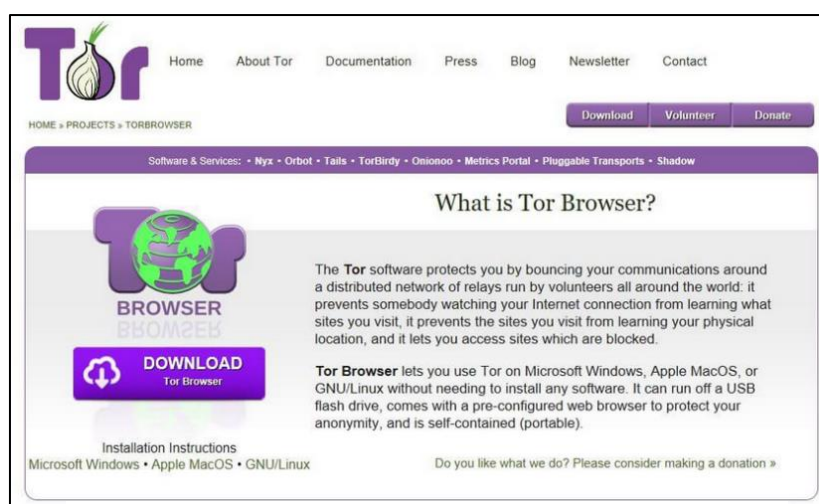 Tor
Home About Tor Documentation Press Blog Newsletter Contact
HOME » PROJECTS » TORBROWSER
Download Volunteer Donate
Software & Services: • Nyx • Orbot • Tails • TorBirdy • Onionoo • Metrics Portal • Pluggable Transports • Shadow
Tor
BROWSER
DOWNLOAD
Tor Browser
Installation Instructions
Microsoft Windows • Apple MacOS • GNU/Linux
What is Tor Browser?
The Tor software protects you by bouncing your communications around
a distributed network of relays run by volunteers all around the world: it
prevents somebody watching your Internet connection from learning what
sites you visit, it prevents the sites you visit from learning your physical
location, and it lets you access sites which are blocked.
Tor Browser lets you use Tor on Microsoft Windows, Apple MacOS, or
GNU/Linux without needing to install any software. It can run off a USB
flash drive, comes with a pre-configured web browser to protect your
anonymity, and is self-contained (portable).
Do you like what we do? Please consider making a donation »